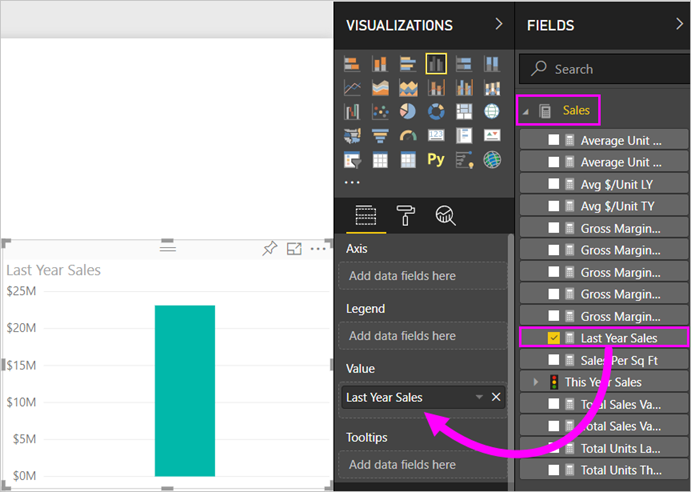 VISUALIZATIONS
FIELDS
Search
Sales
Average Unit ...
Average Unit ...
Avg $/Unit LY
Avg $/Unit TY
Gross Margin...
Gross Margin...
Gross Margin...
Gross Margin...
Gross Margin...
Last Year Sales
Sales Per Sq Ft
This Year Sales
Total Sales Va...
Total Sales Va...
Total Units La...
Total Units Th...
123
R
Py
...
Axis
Add data fields here
Legend
Add data fields here
Value
Last Year Sales
Tooltips
Add data fields here
Last Year Sales
$25M
$20M
$15M
$10M
$5M
$0M